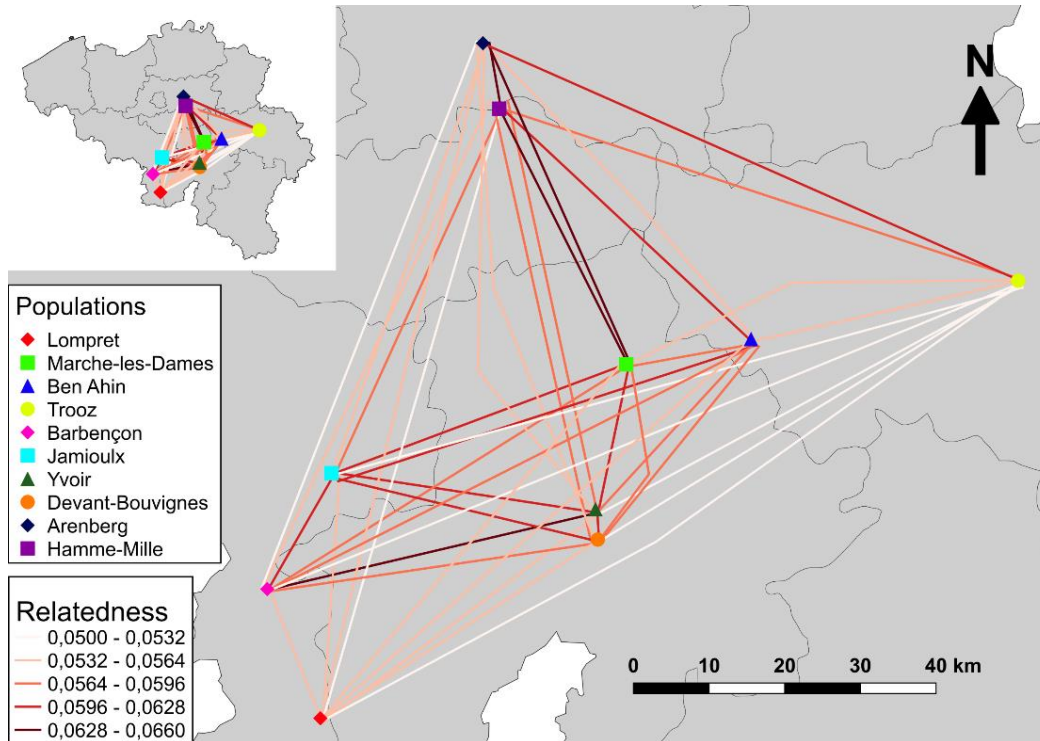 N
Populations
Lompret
Marche-les-Dames
Ben Ahin
Trooz
Barbençon
Jamioulx
Yvoir
Devant-Bouvignes
Arenberg
Hamme-Mille
Relatedness
0,0500 - 0,0532
0,0532 - 0,0564
0,0564 - 0,0596
0,0596 - 0,0628
0,0628 - 0,0660
0 10 20 30 40 km